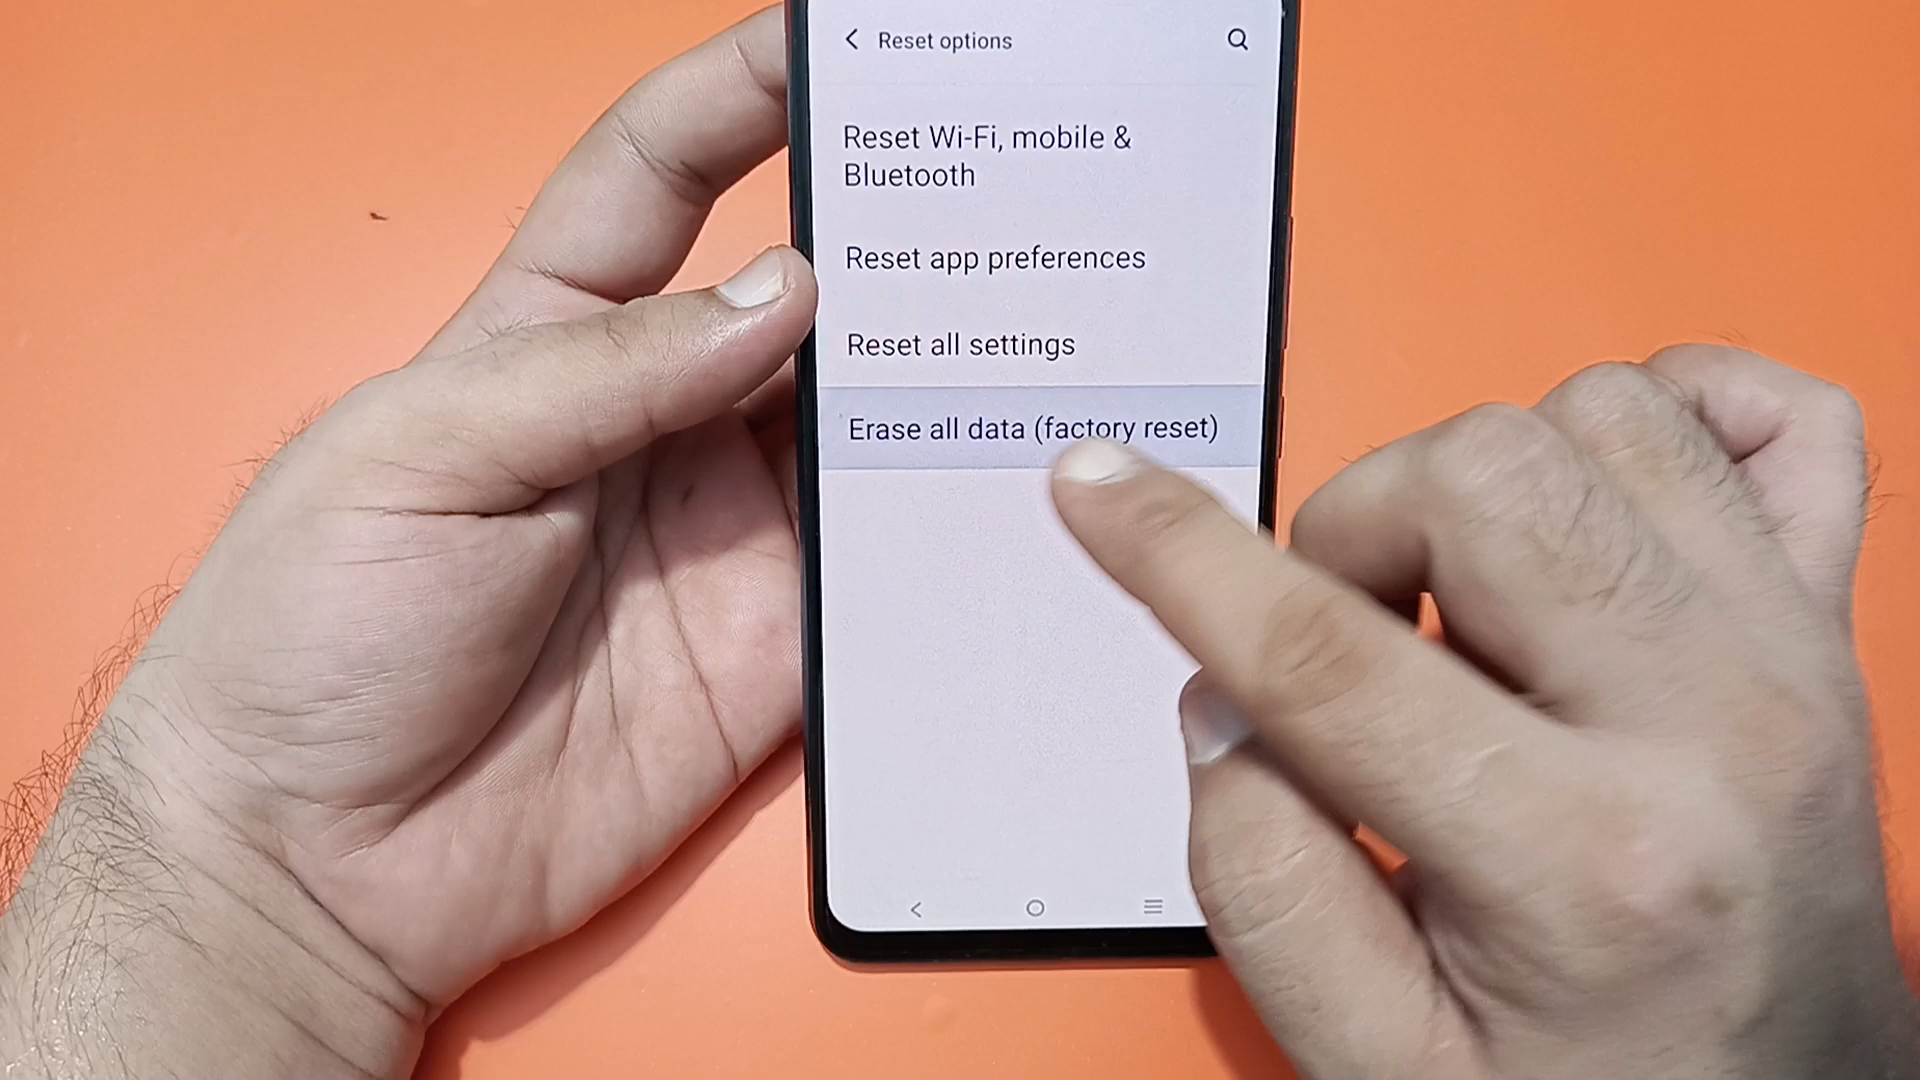 Reset options
Reset Wi-Fi, mobile &
Bluetooth
Reset app preferences
Reset all settings
Erase all data (factory reset)